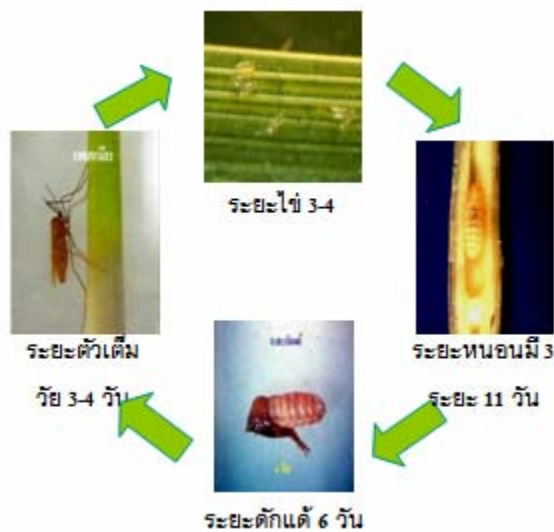 ระยะไข่ 3-4
ระยะหนอนมี 3
ระยะ 11 วัน
ระยะดักแด้ 6 วัน
ระยะตัวเต็ม
วัย 3-4 วัน